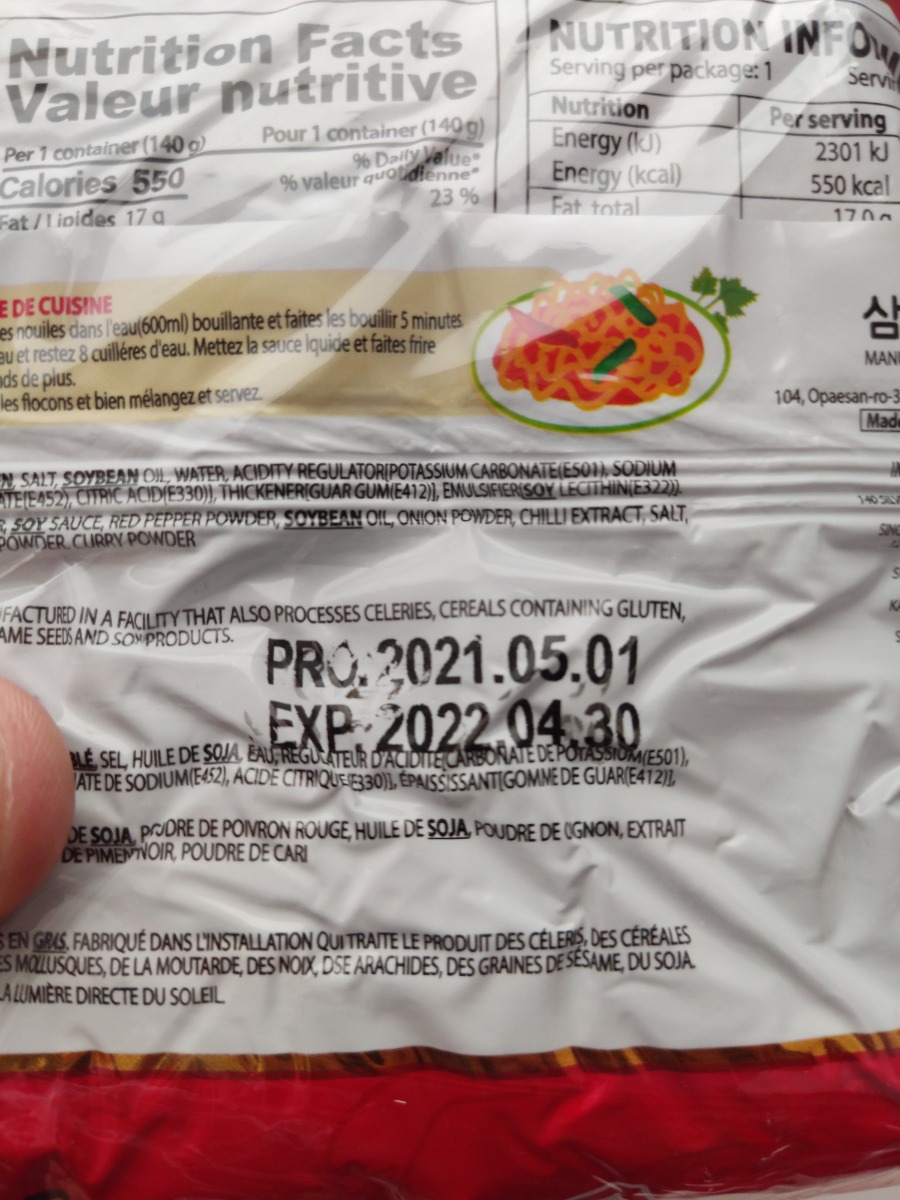 Nutrition Facts
Valeur nutritive
Per 1 container (140 g)
Pour 1 container (140 g)
% Daily Value*
% valeur quotidienne*
Calories 550
23 %
Fat / Lipides 17 g
NUTRITION
Serving per package: 1
Nutrition
Per serving
Energy (kJ)
2301 kJ
Energy (kcal)
550 kcal
Fat total
17.0 g
E DE CUISINE
es nouiles dans l'eau(600ml) bouillante et faites les bouillir 5 minutes
au et restez 8 cuilléres d'eau. Mettez la sauce lquide et faites frire
nds de plus.
les flocons et bien mélangez et servez.
삼
104, Opaesan-ro-3
Made
N, SALT, SOYBEAN OIL, WATER, ACIDITY REGULATOR[POTASSIUM CARBONATE(E501), SODIUM
ATE(E452), CITRIC ACID(E330)], THICKENER[GUAR GUM(E412)], EMULSIFIER[SOY LECITHIN(E322)].
R, SOY SAUCE, RED PEPPER POWDER, SOYBEAN OIL, ONION POWDER, CHILLI EXTRACT, SALT,
POWDER, CURRY POWDER
FACTURED IN A FACILITY THAT ALSO PROCESSES CELERIES, CEREALS CONTAINING GLUTEN,
AME SEEDS AND SOY PRODUCTS.
PRO. 2021.05.01
EXP. 2022.04.30
BLÉ, SEL, HUILE DE SOJA, EAU, RÉGULATEUR D'ACIDITÉ[CARBONATE DE POTASSIUM(E501),
ATE DE SODIUM(E452), ACIDE CITRIQUE(E330)], ÉPAISSISSANT[GOMME DE GUAR(E412)],
DE SOJA, POUDRE DE POIVRON ROUGE, HUILE DE SOJA, POUDRE DE OIGNON, EXTRAIT
DE PIMENT NOIR, POUDRE DE CARI
S EN GRAS. FABRIQUÉ DANS L'INSTALLATION QUI TRAITE LE PRODUIT DES CÉLERIS, DES CÉRÉALES
ES MOLLUSQUES, DE LA MOUTARDE, DES NOIX, DSE ARACHIDES, DES GRAINES DE SÉSAME, DU SOJA.
LA LUMIÈRE DIRECTE DU SOLEIL.